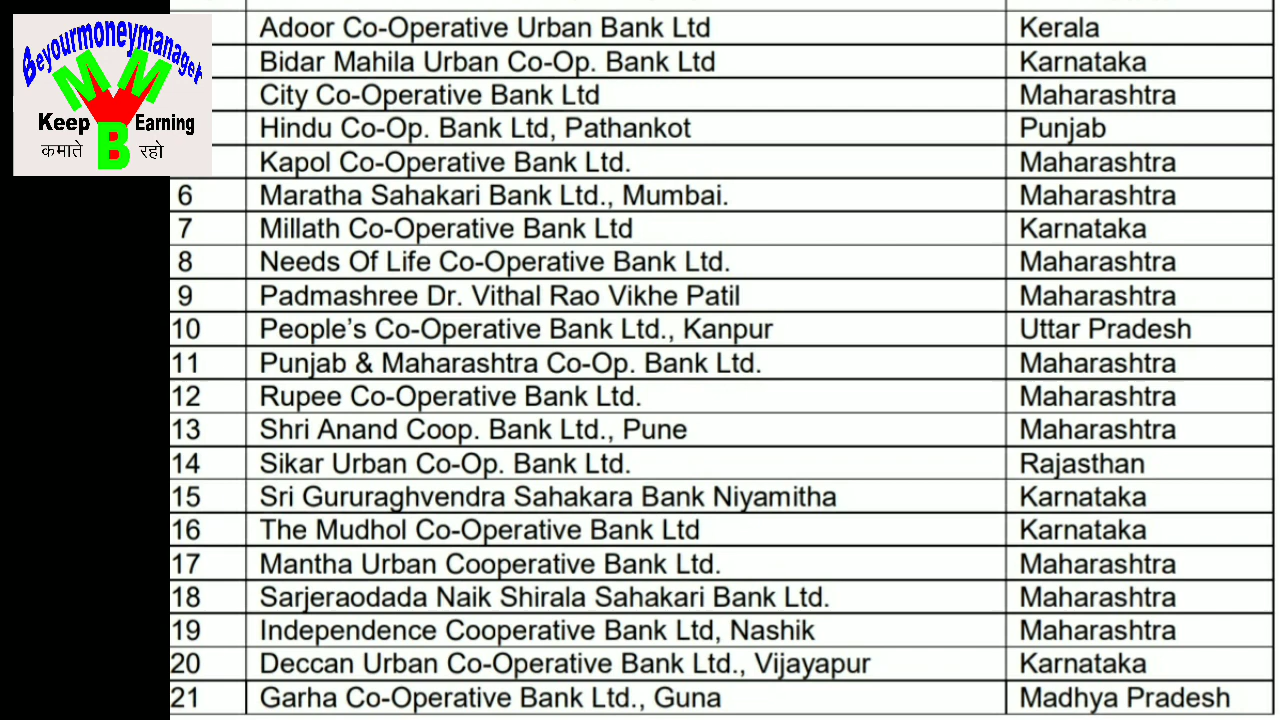 Beyourmoneymanager
M M
Keep B Earning
कमाते रहो
Adoor Co-Operative Urban Bank Ltd Kerala
Bidar Mahila Urban Co-Op. Bank Ltd Karnataka
City Co-Operative Bank Ltd Maharashtra
Hindu Co-Op. Bank Ltd, Pathankot Punjab
Kapol Co-Operative Bank Ltd. Maharashtra
6 Maratha Sahakari Bank Ltd., Mumbai. Maharashtra
7 Millath Co-Operative Bank Ltd Karnataka
8 Needs Of Life Co-Operative Bank Ltd. Maharashtra
9 Padmashree Dr. Vithal Rao Vikhe Patil Maharashtra
10 People’s Co-Operative Bank Ltd., Kanpur Uttar Pradesh
11 Punjab & Maharashtra Co-Op. Bank Ltd. Maharashtra
12 Rupee Co-Operative Bank Ltd. Maharashtra
13 Shri Anand Coop. Bank Ltd., Pune Maharashtra
14 Sikar Urban Co-Op. Bank Ltd. Rajasthan
15 Sri Gururaghvendra Sahakara Bank Niyamitha Karnataka
16 The Mudhol Co-Operative Bank Ltd Karnataka
17 Mantha Urban Cooperative Bank Ltd. Maharashtra
18 Sarjeraodada Naik Shirala Sahakari Bank Ltd. Maharashtra
19 Independence Cooperative Bank Ltd, Nashik Maharashtra
20 Deccan Urban Co-Operative Bank Ltd., Vijayapur Karnataka
21 Garha Co-Operative Bank Ltd., Guna Madhya Pradesh